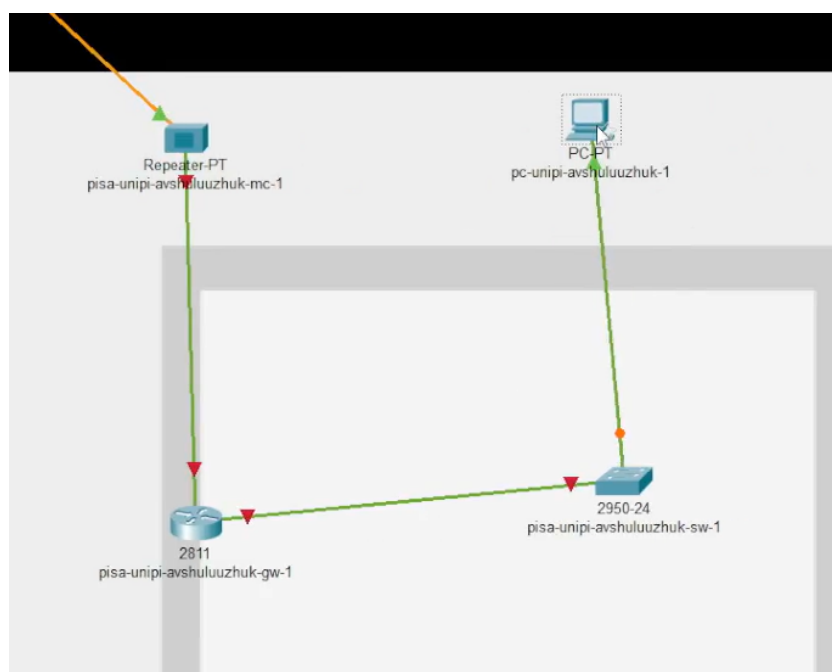 Repeater-PT
pisa-unipi-avshuluuzhuk-mc-1
PC-PT
pc-unipi-avshuluuzhuk-1
2950-24
pisa-unipi-avshuluuzhuk-sw-1
2811
pisa-unipi-avshuluuzhuk-gw-1